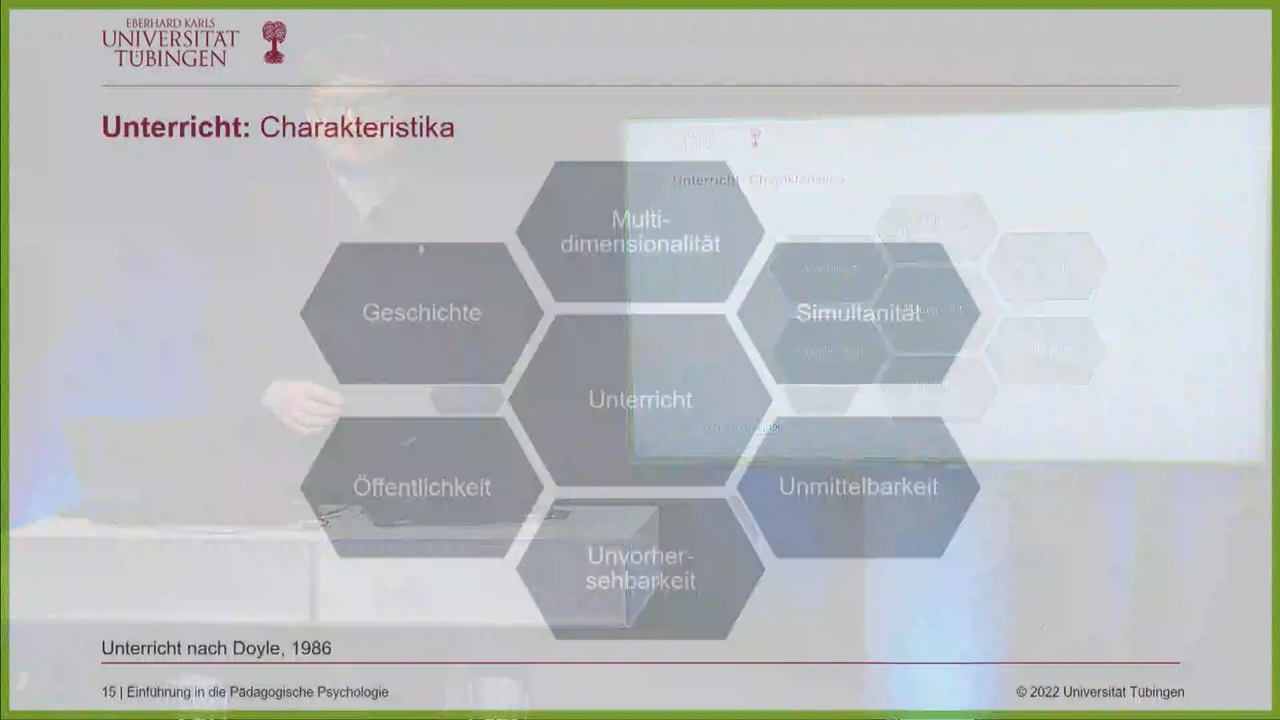 EBERHARD KARLS
UNIVERSITÄT
TÜBINGEN
Unterricht: Charakteristika
Unterricht: Charakteristika
Multi-
dimensionalität
Geschichte
Simultanität
Unterricht
Öffentlichkeit
Unmittelbarkeit
Unvorher-
sehbarkeit
Unterricht nach Doyle, 1986
15 | Einführung in die Pädagogische Psychologie
© 2022 Universität Tübingen